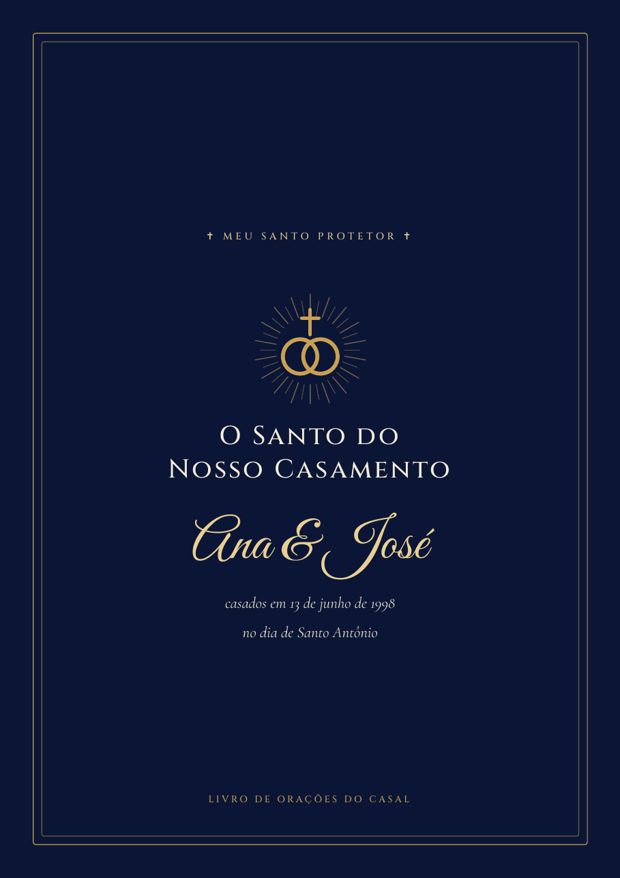 ✝ MEU SANTO PROTETOR ✝
O SANTO DO
NOSSO CASAMENTO
Ana & José
casados em 13 de junho de 1998
no dia de Santo Antônio
LIVRO DE ORAÇÕES DO CASAL